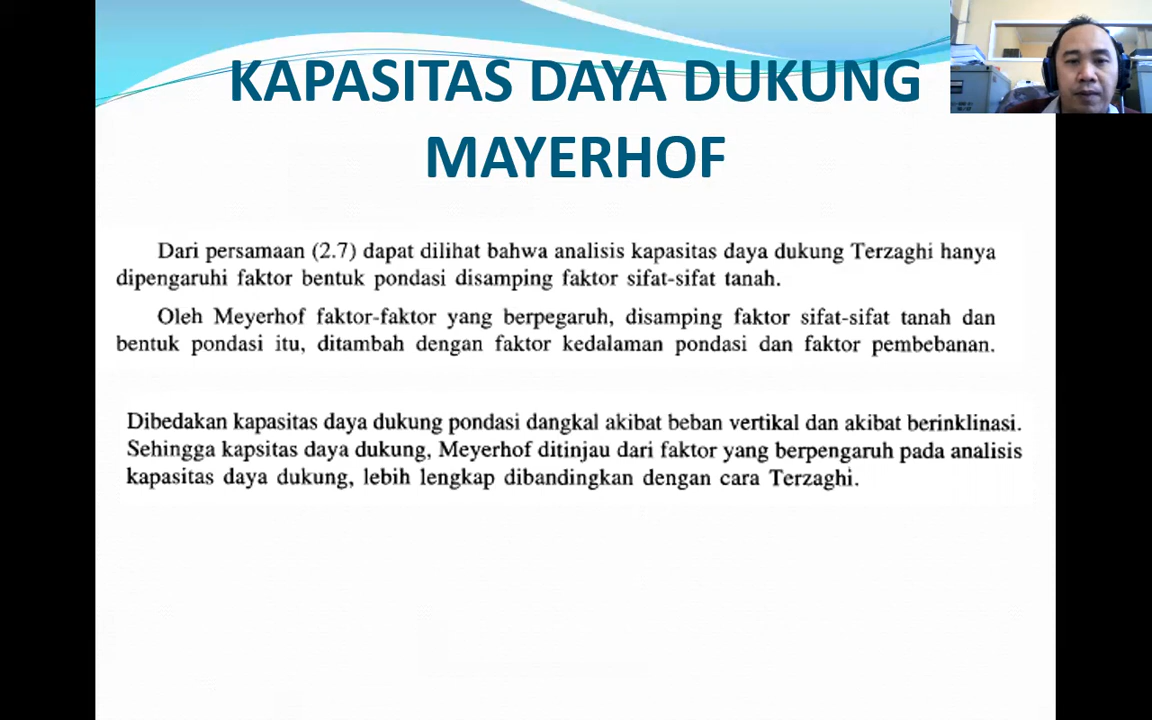 KAPASITAS DAYA DUKUNG
MAYERHOF
Dari persamaan (2.7) dapat dilihat bahwa analisis kapasitas daya dukung Terzaghi hanya
dipengaruhi faktor bentuk pondasi disamping faktor sifat-sifat tanah.
Oleh Meyerhof faktor-faktor yang berpegaruh, disamping faktor sifat-sifat tanah dan
bentuk pondasi itu, ditambah dengan faktor kedalaman pondasi dan faktor pembebanan.
Dibedakan kapasitas daya dukung pondasi dangkal akibat beban vertikal dan akibat berinklinasi.
Sehingga kapsitas daya dukung, Meyerhof ditinjau dari faktor yang berpengaruh pada analisis
kapasitas daya dukung, lebih lengkap dibandingkan dengan cara Terzaghi.